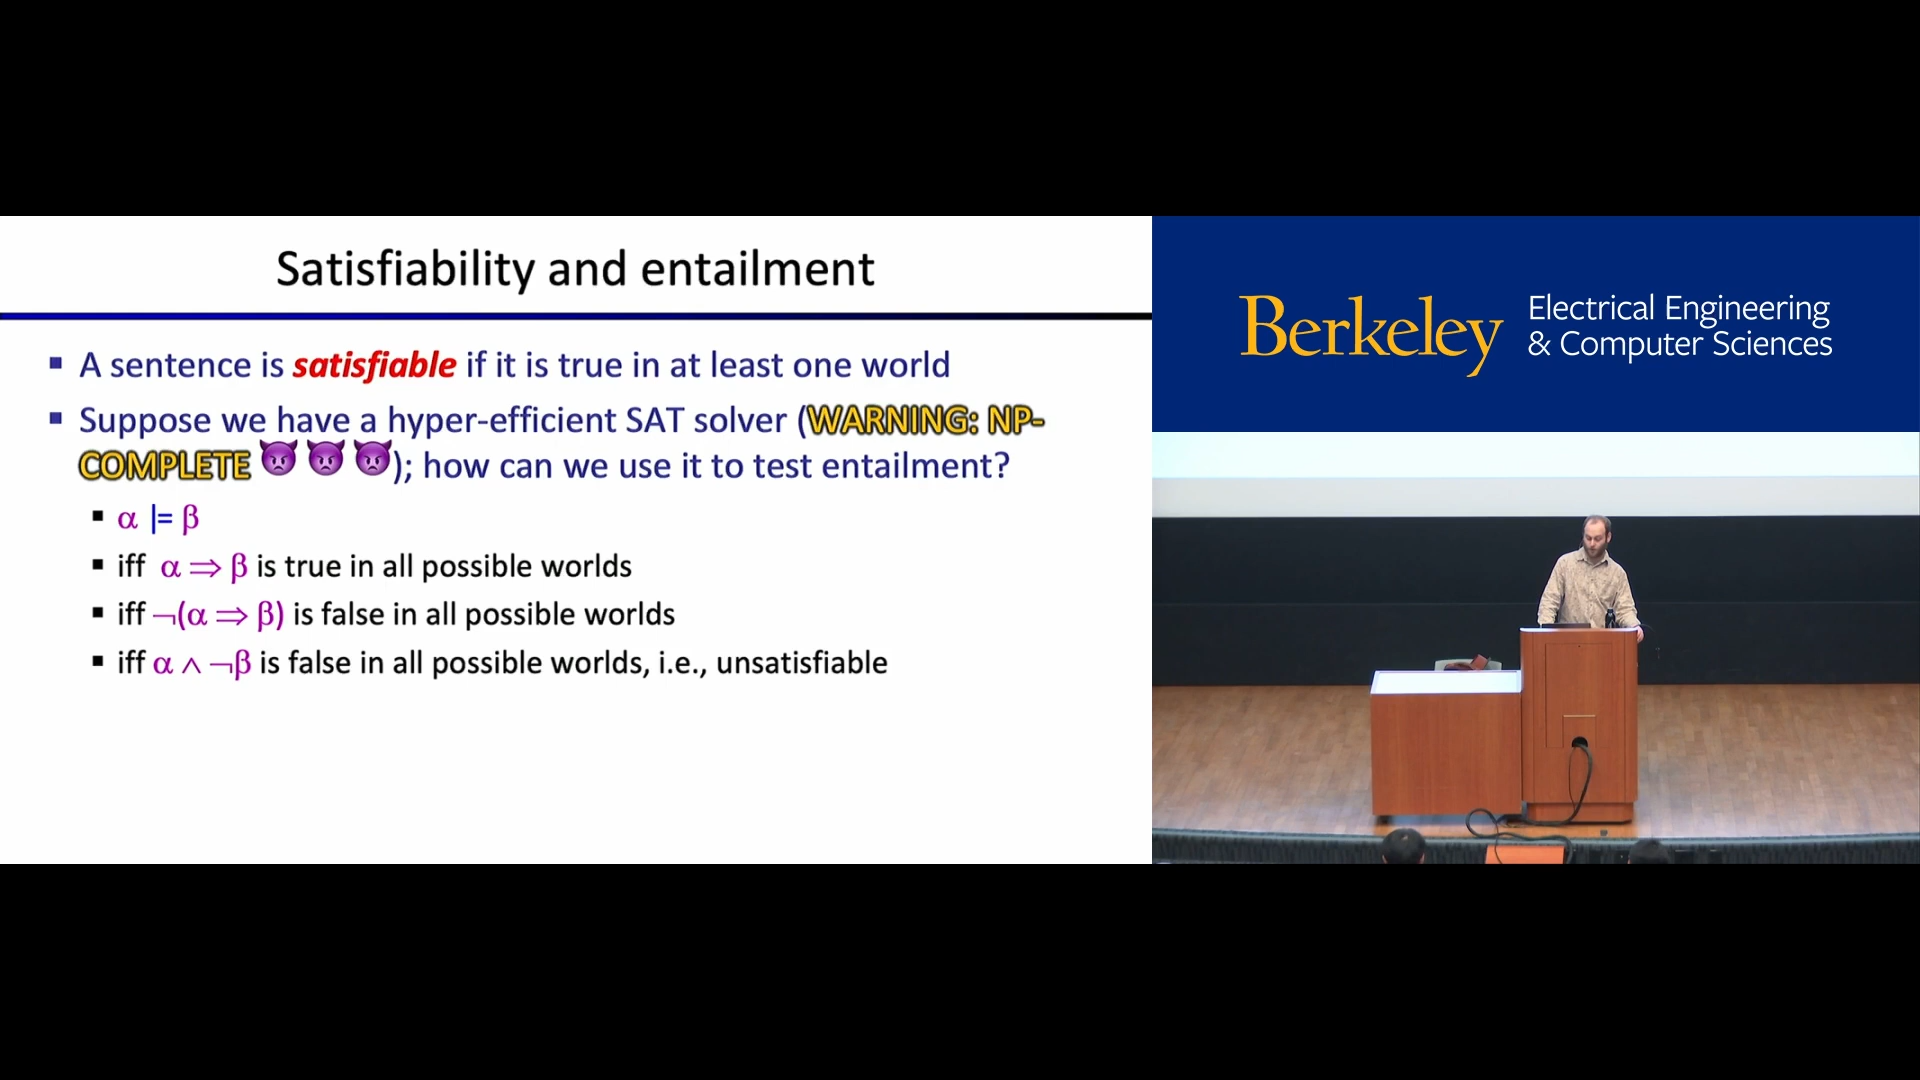 Satisfiability and entailment
▪ A sentence is satisfiable if it is true in at least one world
▪ Suppose we have a hyper-efficient SAT solver (WARNING: NP-
COMPLETE 👿 👿 👿); how can we use it to test entailment?
▪ α |= β
▪ iff α ⇒ β is true in all possible worlds
▪ iff ¬(α ⇒ β) is false in all possible worlds
▪ iff α ∧ ¬β is false in all possible worlds, i.e., unsatisfiable
Berkeley
Electrical Engineering
& Computer Sciences